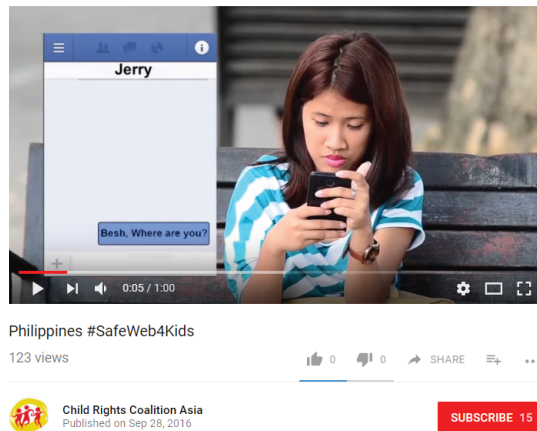 Jerry
Besh, Where are you?
0:05 / 1:00
Philippines #SafeWeb4Kids
123 views
0
0
SHARE
Child Rights Coalition Asia
Published on Sep 28, 2016
SUBSCRIBE 15